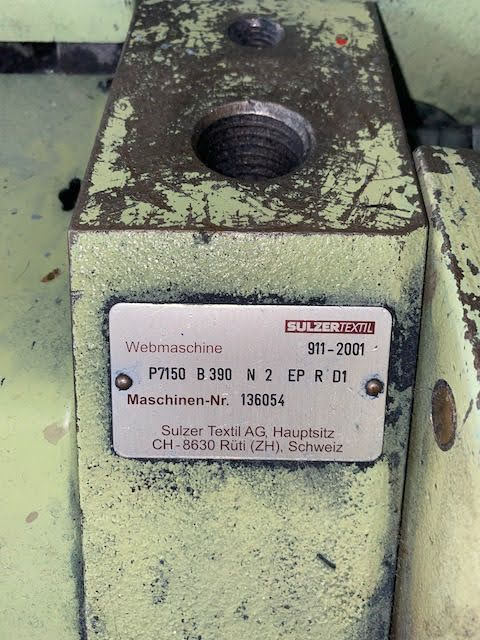 SULZERTEXTIL
Webmaschine 911-2001
P7150 B 390 N 2 EP R D1
Maschinen-Nr. 136054
Sulzer Textil AG, Hauptsitz
CH-8630 Rüti (ZH), Schweiz